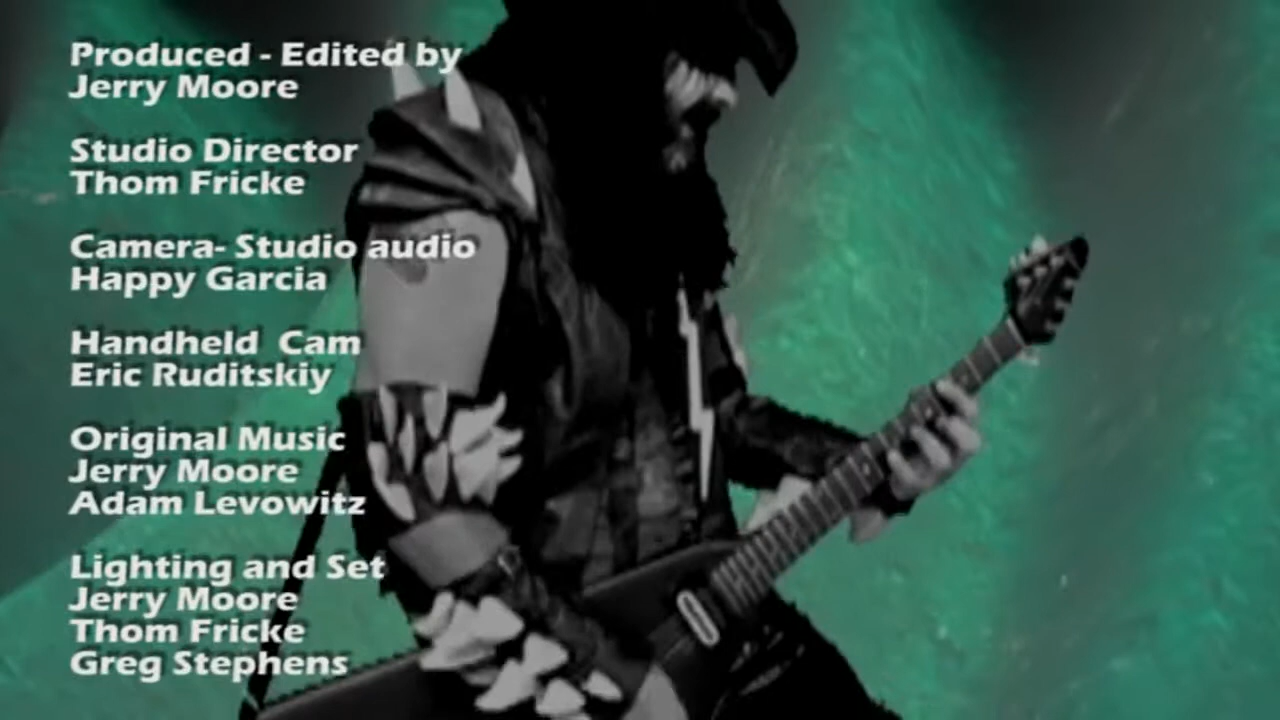 Produced - Edited by
Jerry Moore
Studio Director
Thom Fricke
Camera- Studio audio
Happy Garcia
Handheld  Cam
Eric Ruditskiy
Original Music
Jerry Moore
Adam Levowitz
Lighting and Set
Jerry Moore
Thom Fricke
Greg Stephens